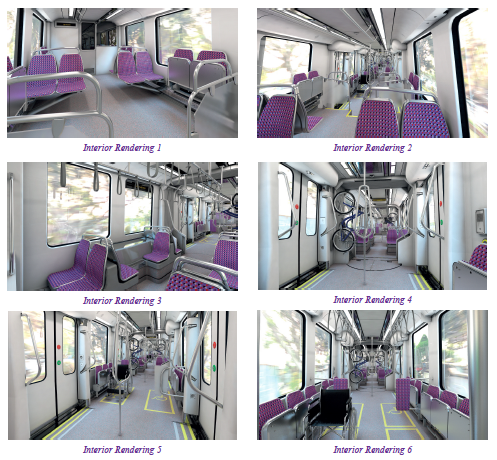 Interior Rendering 1
Interior Rendering 2
Interior Rendering 3
Interior Rendering 4
Interior Rendering 5
Interior Rendering 6